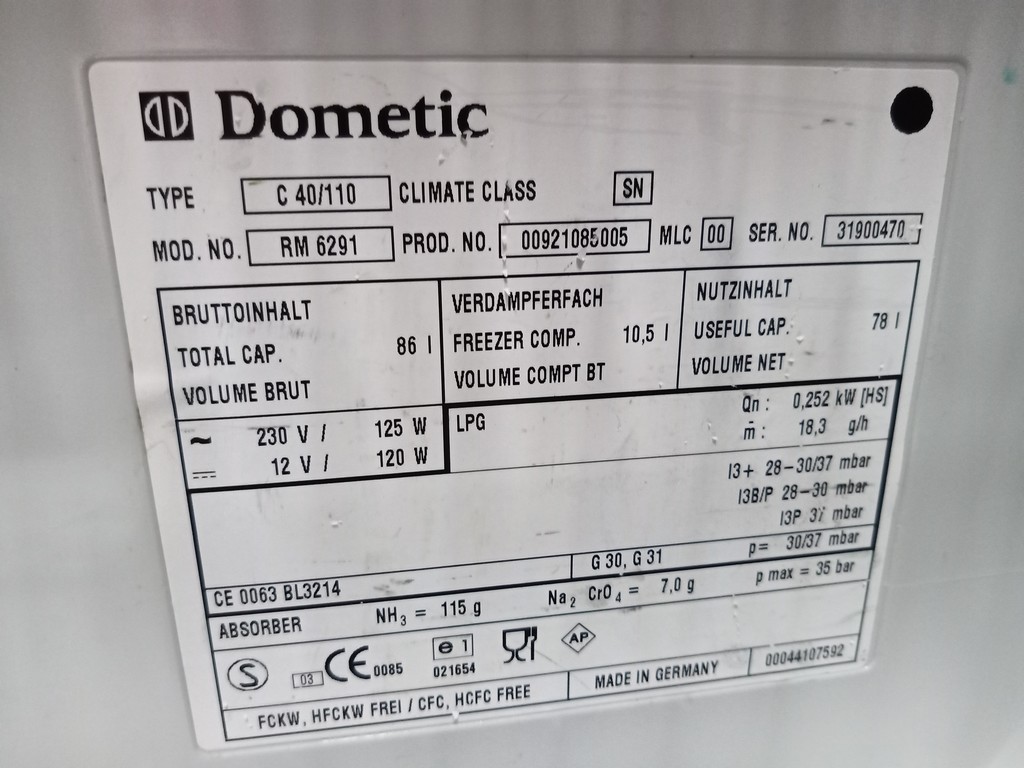 Dometic
TYPE C 40/110 CLIMATE CLASS SN
MOD. NO. RM 6291 PROD. NO. 00921085005 MLC 00 SER. NO. 31900470
BRUTTOINHALT
TOTAL CAP. 86 l
VOLUME BRUT
VERDAMPFERFACH
FREEZER COMP. 10,5 l
VOLUME COMPT BT
NUTZINHALT
USEFUL CAP. 78 l
VOLUME NET
~ 230 V / 125 W
⎓ 12 V / 120 W
LPG
Qn : 0,252 kW [HS]
m̄ : 18,3 g/h
I3+ 28-30/37 mbar
I3B/P 28-30 mbar
I3P 37 mbar
CE 0063 BL3214
G 30, G 31 p= 30/37 mbar
ABSORBER NH₃ = 115 g Na₂ CrO₄ = 7,0 g p max = 35 bar
S 03 CE 0085
e 1
021654
AP
FCKW, HFCKW FREI / CFC, HCFC FREE
MADE IN GERMANY
00044107592